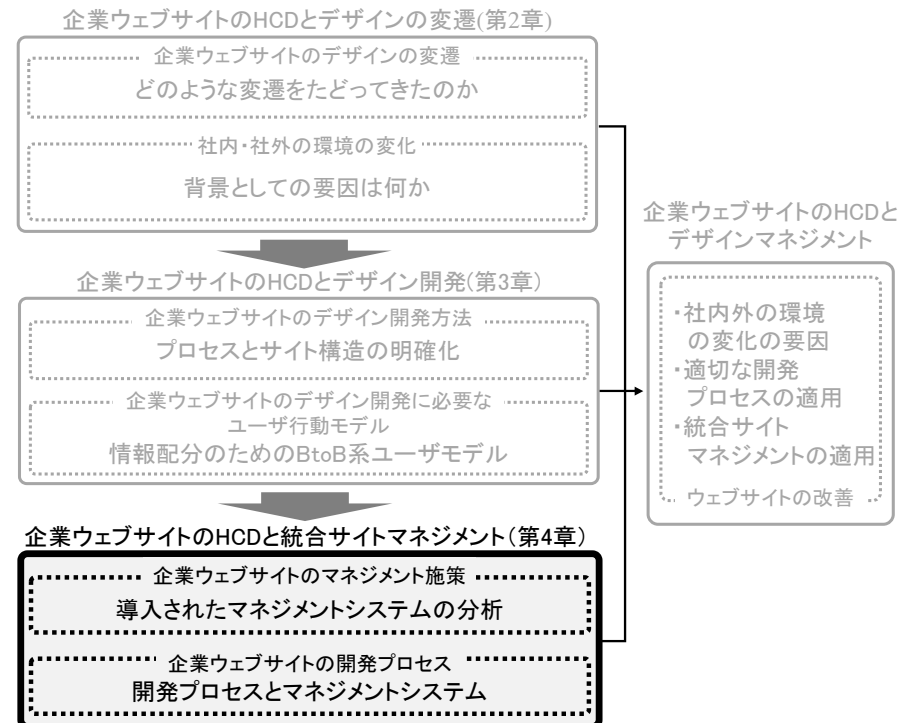 企業ウェブサイトのHCDとデザインの変遷(第2章)
企業ウェブサイトのデザインの変遷
どのような変遷をたどってきたのか
社内・社外の環境の変化
背景としての要因は何か
企業ウェブサイトのHCDとデザイン開発(第3章)
企業ウェブサイトのデザイン開発方法
プロセスとサイト構造の明確化
企業ウェブサイトのデザイン開発に必要な
ユーザ行動モデル
情報配分のためのBtoB系ユーザモデル
企業ウェブサイトのHCDと統合サイトマネジメント(第4章)
企業ウェブサイトのマネジメント施策
導入されたマネジメントシステムの分析
企業ウェブサイトの開発プロセス
開発プロセスとマネジメントシステム
企業ウェブサイトのHCDと
デザインマネジメント
・社内外の環境
の変化の要因
・適切な開発
プロセスの適用
・統合サイト
マネジメントの適用
ウェブサイトの改善